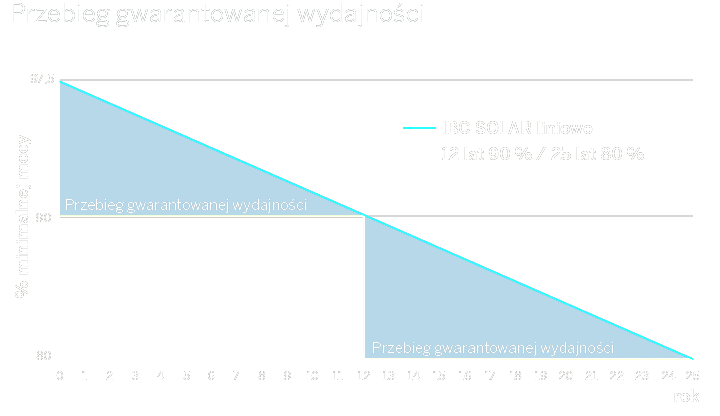 Przebieg gwarantowanej wydajności
97,5
IBC SOLAR liniowo
12 lat 90 % / 25 lat 80 %
% minimalnej mocy
Przebieg gwarantowanej wydajności
90
Przebieg gwarantowanej wydajności
80
0 1 2 3 4 5 6 7 8 9 10 11 12 13 14 15 16 17 18 19 20 21 22 23 24 25
rok